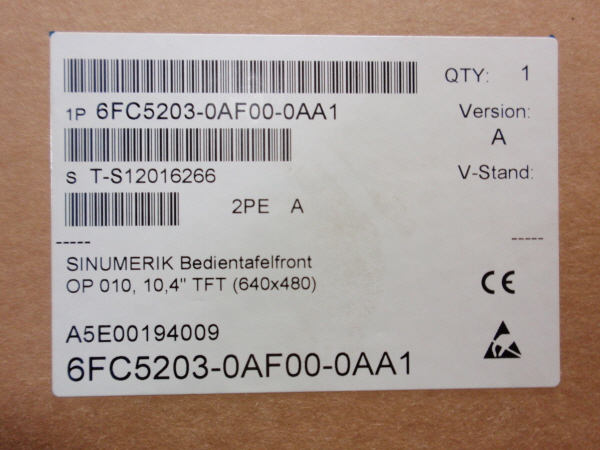 QTY: 1
1P 6FC5203-0AF00-0AA1
Version:
A
S T-S12016266
V-Stand:
2PE A
-----
-----
SINUMERIK Bedientafelfront
OP 010, 10,4" TFT (640x480)
CE
A5E00194009
6FC5203-0AF00-0AA1